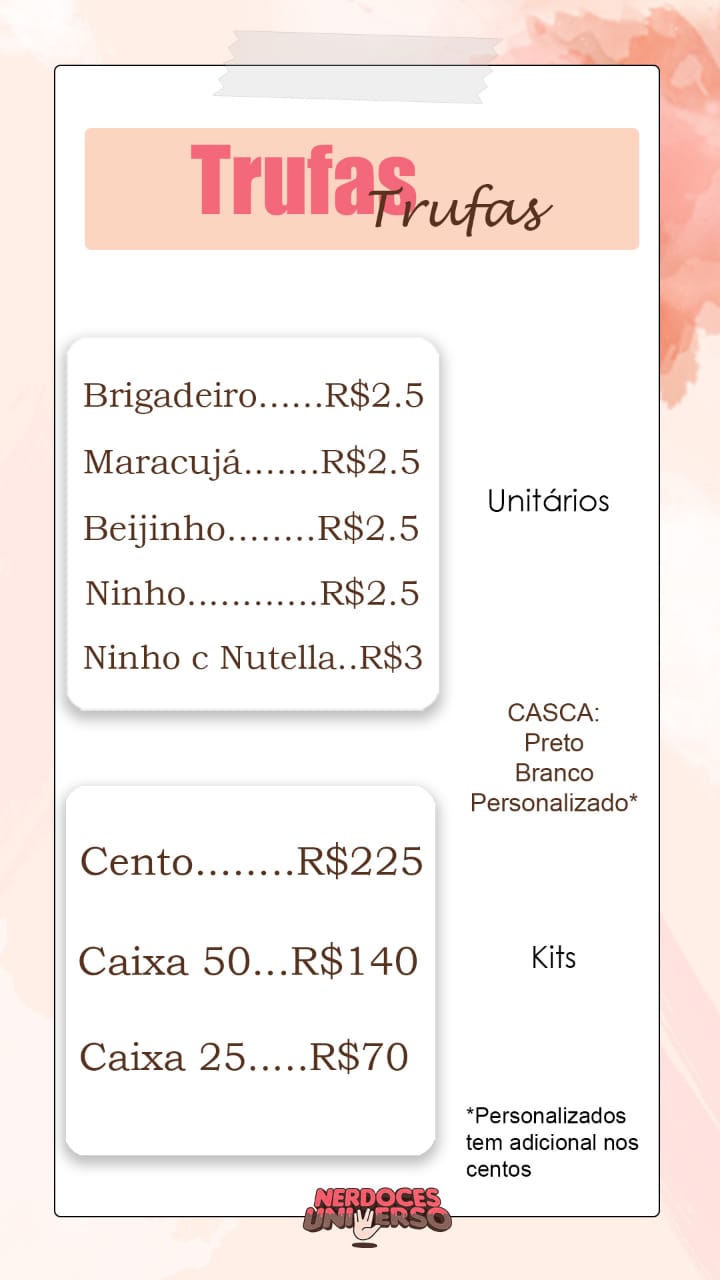 Trufas
Trufas
Brigadeiro......R$2.5
Maracujá.......R$2.5
Beijinho........R$2.5
Ninho............R$2.5
Ninho c Nutella..R$3
Unitários
CASCA:
Preto
Branco
Personalizado*
Cento........R$225
Caixa 50...R$140
Caixa 25.....R$70
Kits
*Personalizados
tem adicional nos
centos
NERDOCES
UNIVERSO